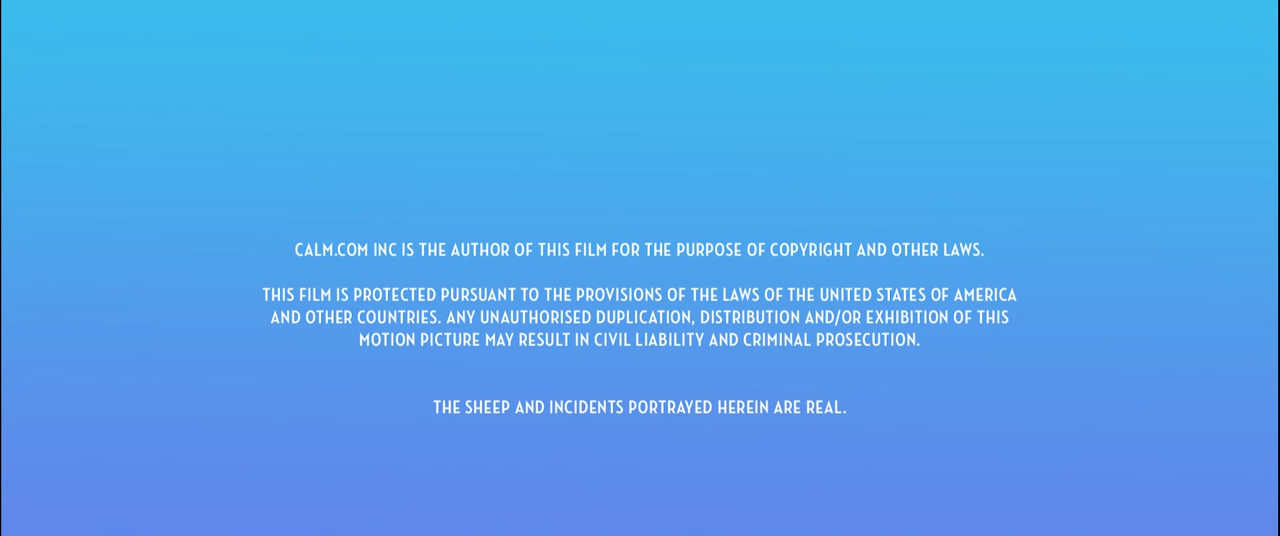 CALM.COM INC IS THE AUTHOR OF THIS FILM FOR THE PURPOSE OF COPYRIGHT AND OTHER LAWS.
THIS FILM IS PROTECTED PURSUANT TO THE PROVISIONS OF THE LAWS OF THE UNITED STATES OF AMERICA
AND OTHER COUNTRIES. ANY UNAUTHORISED DUPLICATION, DISTRIBUTION AND/OR EXHIBITION OF THIS
MOTION PICTURE MAY RESULT IN CIVIL LIABILITY AND CRIMINAL PROSECUTION.
THE SHEEP AND INCIDENTS PORTRAYED HEREIN ARE REAL.